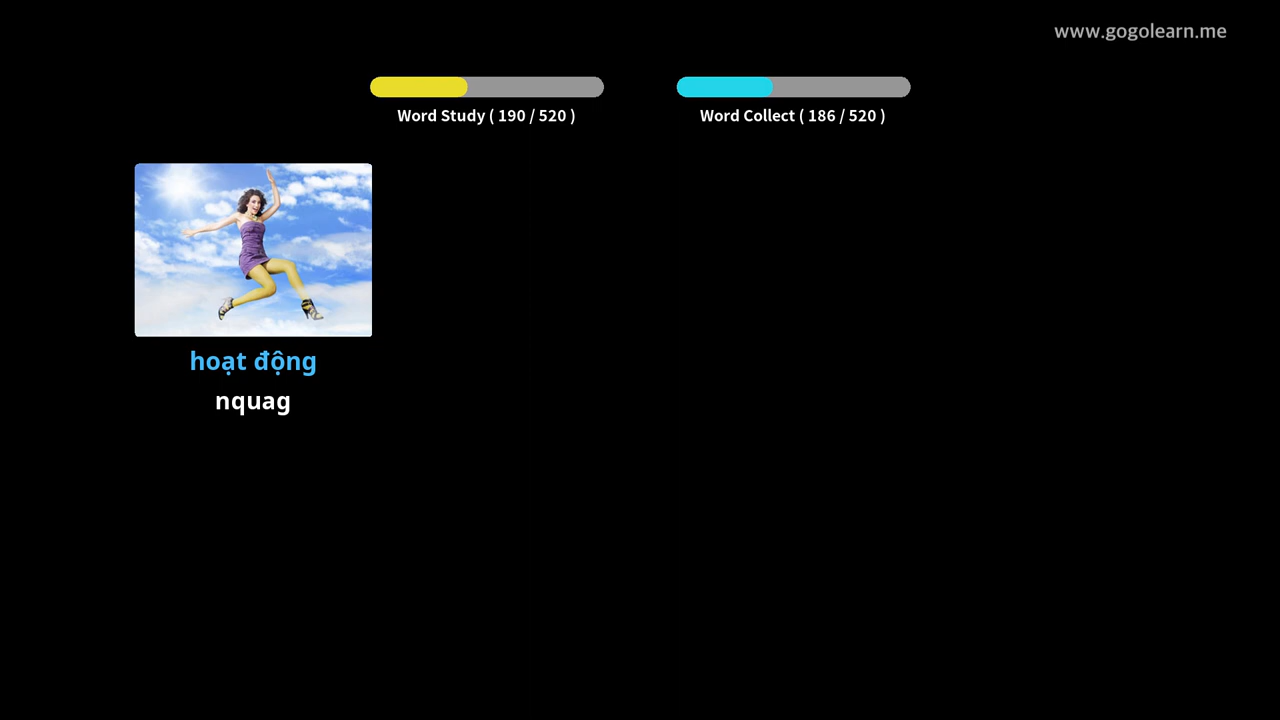 www.gogolearn.me
Word Study ( 190 / 520 )
Word Collect ( 186 / 520 )
hoạt động
nquag